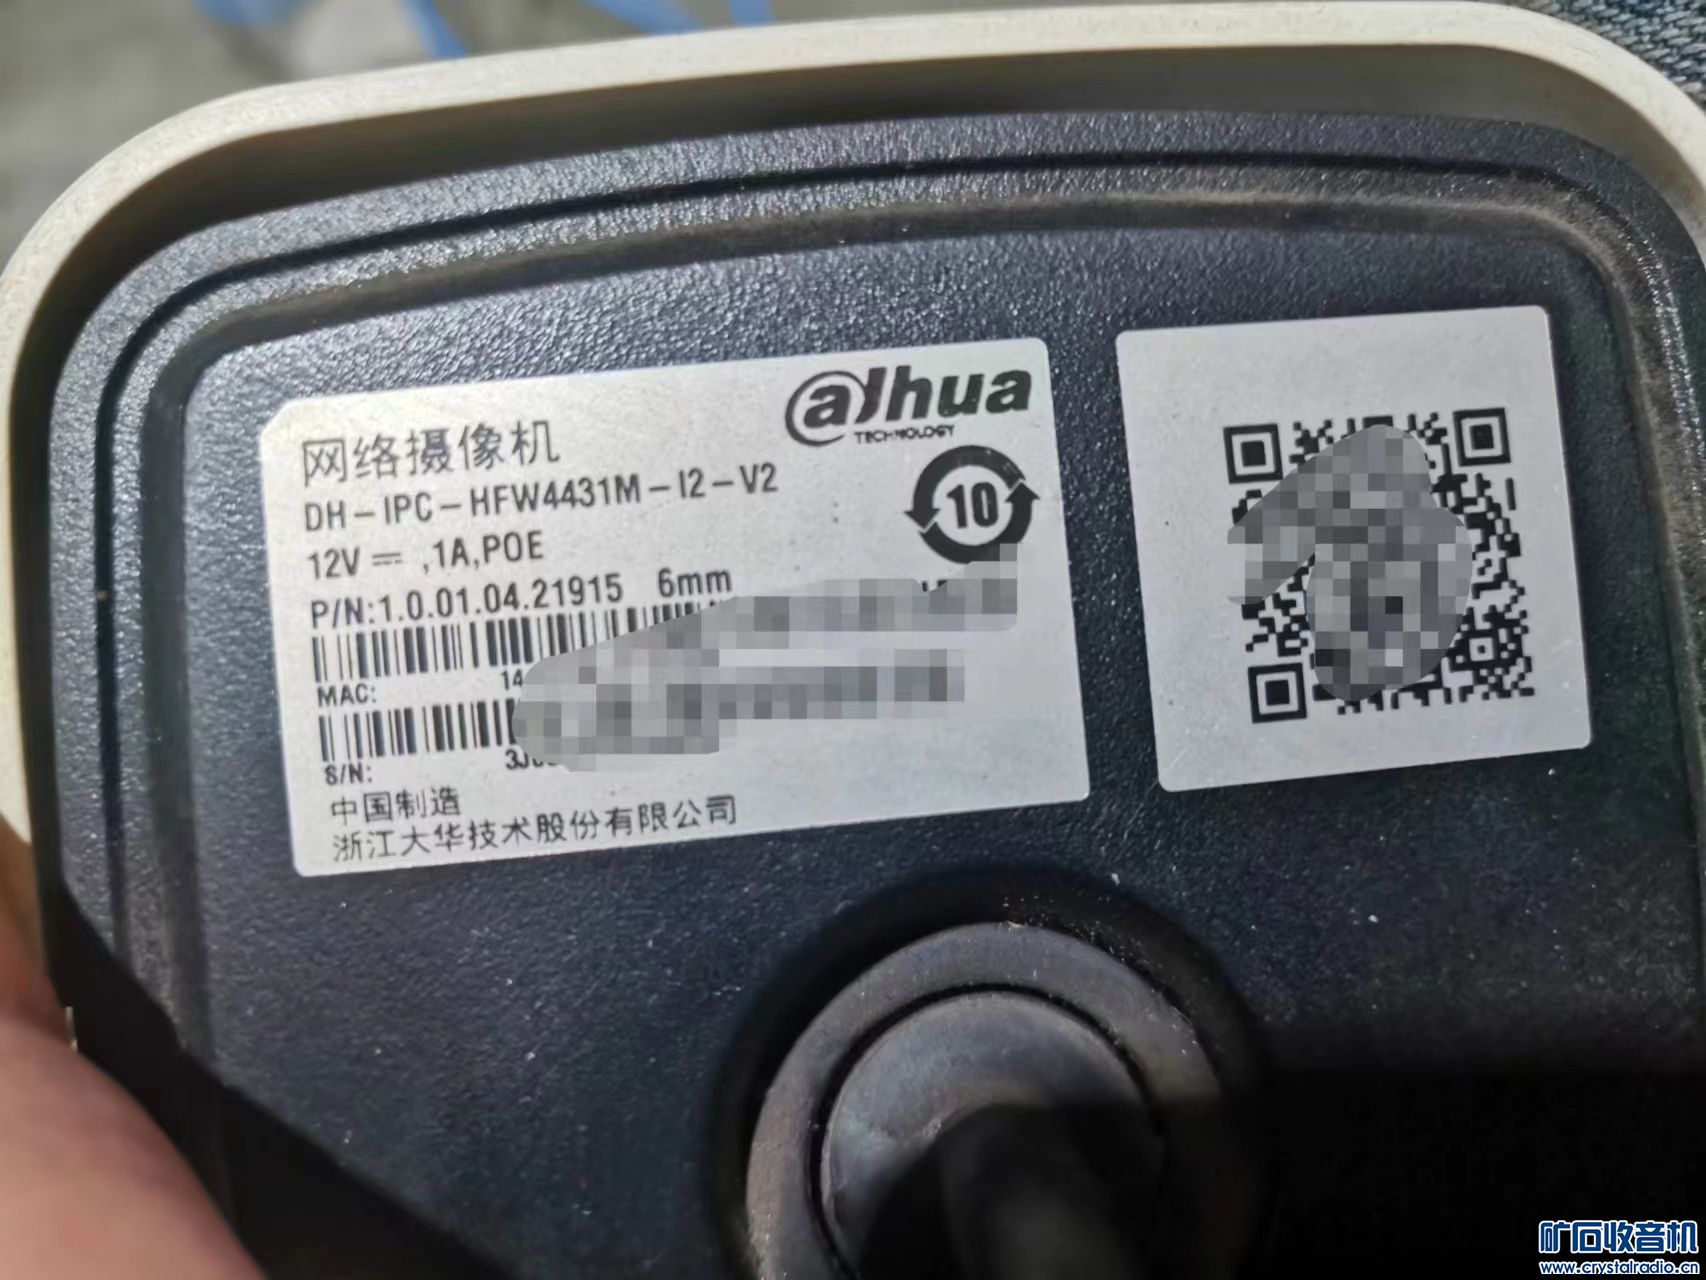 alhua
TECHNOLOGY
网络摄像机
DH-IPC-HFW4431M-I2-V2
12V ⎓ ,1A,POE
10
P/N:1.0.01.04.21915 6mm
MAC: 14
S/N:
中国制造
浙江大华技术股份有限公司
矿石收音机
www.crystalradio.cn